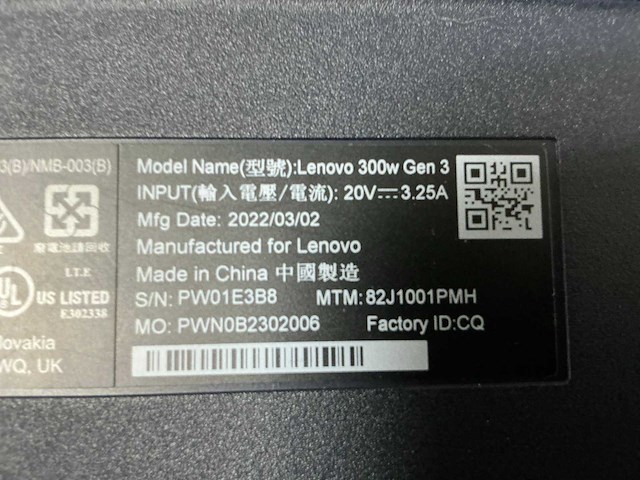 3(B)/NMB-003(B)
廢電池請回收
I.T.E
UL
US LISTED
E302338
lovakia
WQ, UK
Model Name(型號):Lenovo 300w Gen 3
INPUT(輸入電壓/電流): 20V⎓3.25A
Mfg Date: 2022/03/02
Manufactured for Lenovo
Made in China 中國製造
S/N: PW01E3B8 MTM: 82J1001PMH
MO: PWN0B2302006 Factory ID:CQ